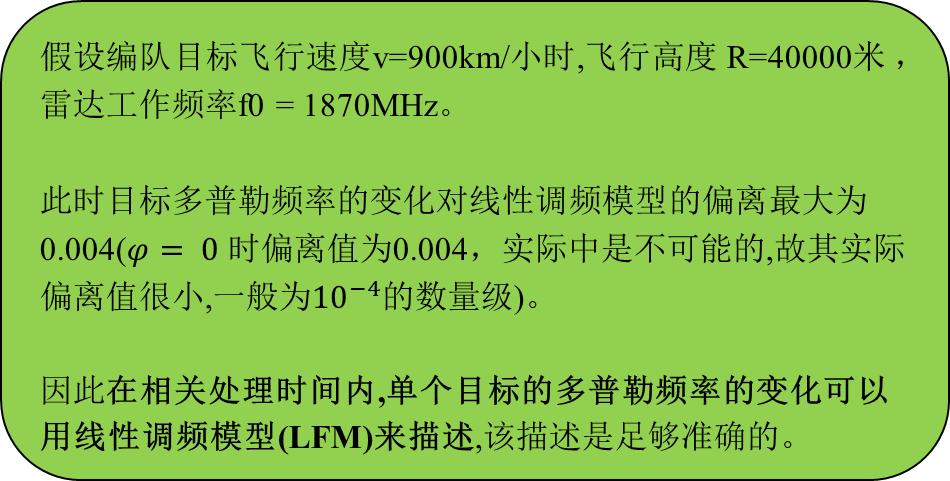 假设编队目标飞行速度v=900km/小时,飞行高度 R=40000米，
雷达工作频率f0 = 1870MHz。
此时目标多普勒频率的变化对线性调频模型的偏离最大为
0.004(φ = 0 时偏离值为0.004，实际中是不可能的,故其实际
偏离值很小,一般为10⁻⁴的数量级)。
因此在相关处理时间内,单个目标的多普勒频率的变化可以
用线性调频模型(LFM)来描述,该描述是足够准确的。